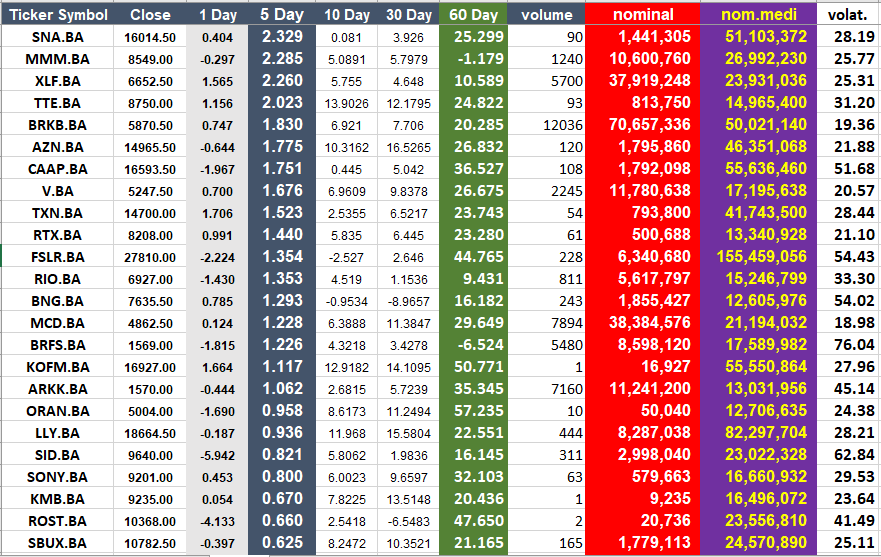 Ticker Symbol Close 1 Day 5 Day 10 Day 30 Day 60 Day volume nominal nom.medi volat.
SNA.BA 16014.50 0.404 2.329 0.081 3.926 25.299 90 1,441,305 51,103,372 28.19
MMM.BA 8549.00 -0.297 2.285 5.0891 5.7979 -1.179 1240 10,600,760 26,992,230 25.77
XLF.BA 6652.50 1.565 2.260 5.755 4.648 10.589 5700 37,919,248 23,931,036 25.31
TTE.BA 8750.00 1.156 2.023 13.9026 12.1795 24.822 93 813,750 14,965,400 31.20
BRKB.BA 5870.50 0.747 1.830 6.921 7.706 20.285 12036 70,657,336 50,021,140 19.36
AZN.BA 14965.50 -0.644 1.775 10.3162 16.5265 26.832 120 1,795,860 46,351,068 21.88
CAAP.BA 16593.50 -1.967 1.751 0.445 5.042 36.527 108 1,792,098 55,636,460 51.68
V.BA 5247.50 0.700 1.676 6.9609 9.8378 26.675 2245 11,780,638 17,195,638 20.57
TXN.BA 14700.00 1.706 1.523 2.5355 6.5217 23.743 54 793,800 41,743,500 28.44
RTX.BA 8208.00 0.991 1.440 5.835 6.445 23.280 61 500,688 13,340,928 21.10
FSLR.BA 27810.00 -2.224 1.354 -2.527 2.646 44.765 228 6,340,680 155,459,056 54.43
RIO.BA 6927.00 -1.430 1.353 4.519 1.1536 9.431 811 5,617,797 15,246,799 33.30
BNG.BA 7635.50 0.785 1.293 -0.9534 -8.9657 16.182 243 1,855,427 12,605,976 54.02
MCD.BA 4862.50 0.124 1.228 6.3888 11.3847 29.649 7894 38,384,576 21,194,032 18.98
BRFS.BA 1569.00 -1.815 1.226 4.3218 3.4278 -6.524 5480 8,598,120 17,589,982 76.04
KOFM.BA 16927.00 1.664 1.117 12.9182 14.1095 50.771 1 16,927 55,550,864 27.96
ARKK.BA 1570.00 -0.444 1.062 2.6815 5.7239 35.345 7160 11,241,200 13,031,956 45.14
ORAN.BA 5004.00 -1.690 0.958 8.6173 11.2494 57.235 10 50,040 12,706,635 24.38
LLY.BA 18664.50 -0.187 0.936 11.968 15.5804 22.551 444 8,287,038 82,297,704 28.21
SID.BA 9640.00 -5.942 0.821 5.8062 1.9836 16.145 311 2,998,040 23,022,328 62.84
SONY.BA 9201.00 0.453 0.800 6.0023 9.6597 32.103 63 579,663 16,660,932 29.53
KMB.BA 9235.00 0.054 0.670 7.8225 13.5148 20.436 1 9,235 16,496,072 23.64
ROST.BA 10368.00 -4.133 0.660 2.5418 -6.5483 47.650 2 20,736 23,556,810 41.49
SBUX.BA 10782.50 -0.397 0.625 8.2472 10.3521 21.165 165 1,779,113 24,570,890 25.11